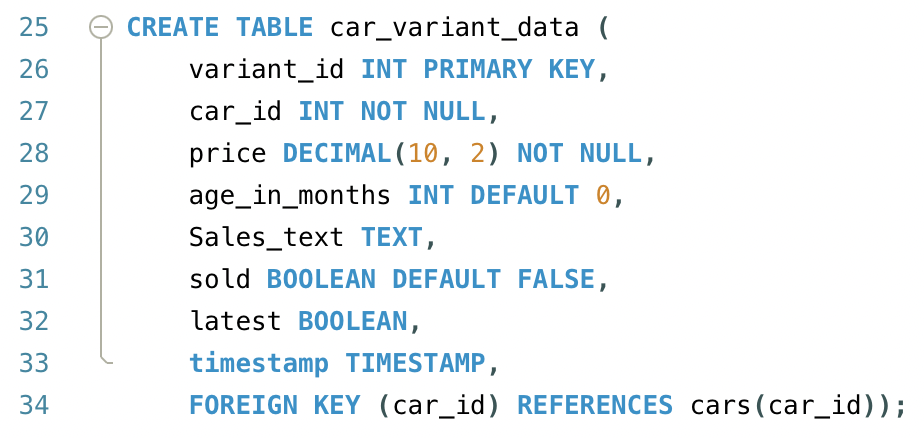 25 CREATE TABLE car_variant_data (
26 variant_id INT PRIMARY KEY,
27 car_id INT NOT NULL,
28 price DECIMAL(10, 2) NOT NULL,
29 age_in_months INT DEFAULT 0,
30 Sales_text TEXT,
31 sold BOOLEAN DEFAULT FALSE,
32 latest BOOLEAN,
33 timestamp TIMESTAMP,
34 FOREIGN KEY (car_id) REFERENCES cars(car_id));